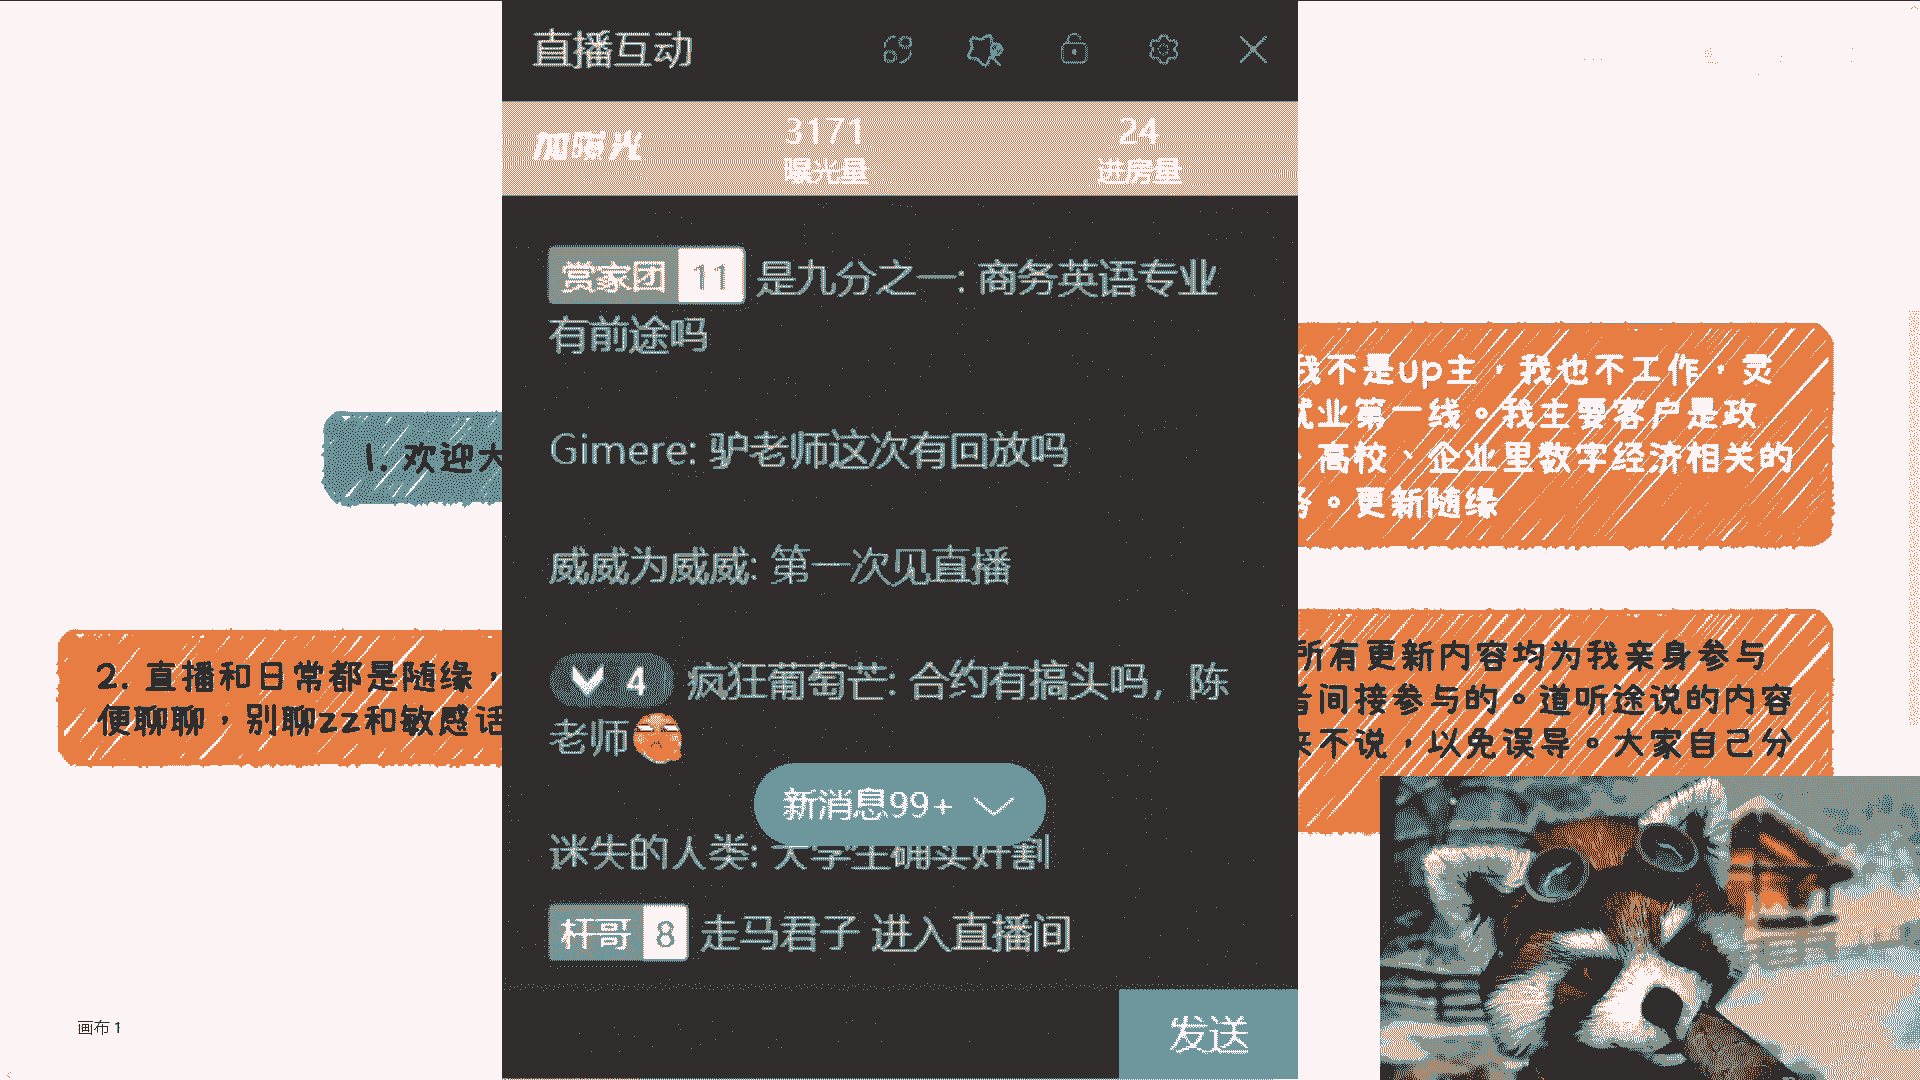 直播互动
加曝光
3171
曝光量
24
进房量
赏家团 11 是九分之一: 商务英语专业
有前途吗
Gimere: 驴老师这次有回放吗
威威为威威: 第一次见直播
4 疯狂葡萄芒: 合约有搞头吗，陈
老师
新消息99+
迷失的人类: 大学生确实好割
杆哥 8 走马君子 进入直播间
发送
1. 欢迎大
2. 直播和日常都是随缘，
便聊聊，别聊zz和敏感话
我不是up主，我也不工作，灵
就业第一线。我主要客户是政
、高校、企业里数字经济相关的
务。更新随缘
所有更新内容均为我亲身参与
者间接参与的。道听途说的内容
来不说，以免误导。大家自己分
画布 1